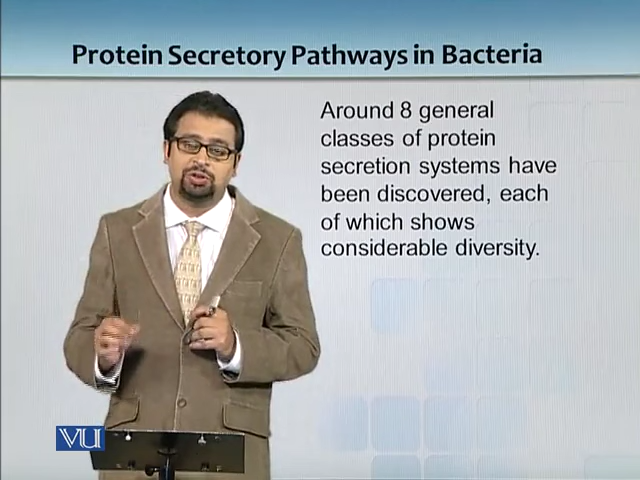 Protein Secretory Pathways in Bacteria
Around 8 general
classes of protein
secretion systems have
been discovered, each
of which shows
considerable diversity.
VU